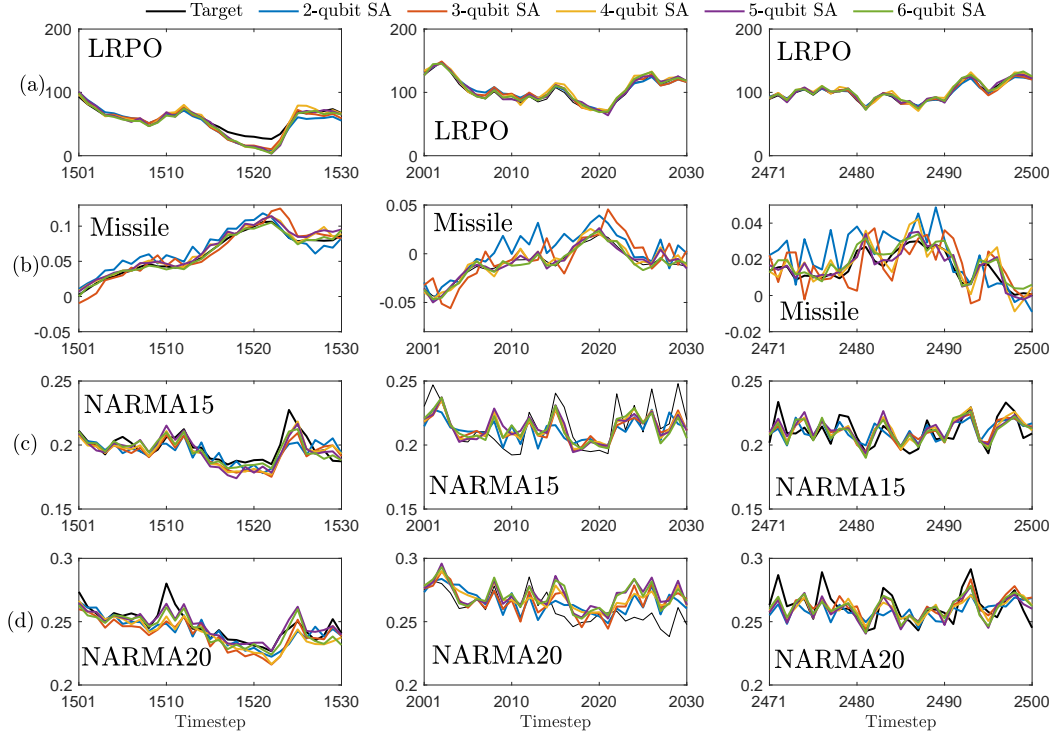 Target 2-qubit SA 3-qubit SA 4-qubit SA 5-qubit SA 6-qubit SA
(a)
200
100
0
LRPO
1501 1510 1520 1530
200
100
0
LRPO
2001 2010 2020 2030
200
100
0
LRPO
2471 2480 2490 2500
(b)
0.1
0.05
0
-0.05
Missile
1501 1510 1520 1530
0.05
0
-0.05
Missile
2001 2010 2020 2030
0.04
0.02
0
-0.02
Missile
2471 2480 2490 2500
(c)
0.25
0.2
0.15
NARMA15
1501 1510 1520 1530
0.25
0.2
0.15
NARMA15
2001 2010 2020 2030
0.25
0.2
0.15
NARMA15
2471 2480 2490 2500
(d)
0.3
0.25
0.2
NARMA20
1501 1510 1520 1530
Timestep
0.3
0.25
0.2
NARMA20
2001 2010 2020 2030
Timestep
0.3
0.25
0.2
NARMA20
2471 2480 2490 2500
Timestep